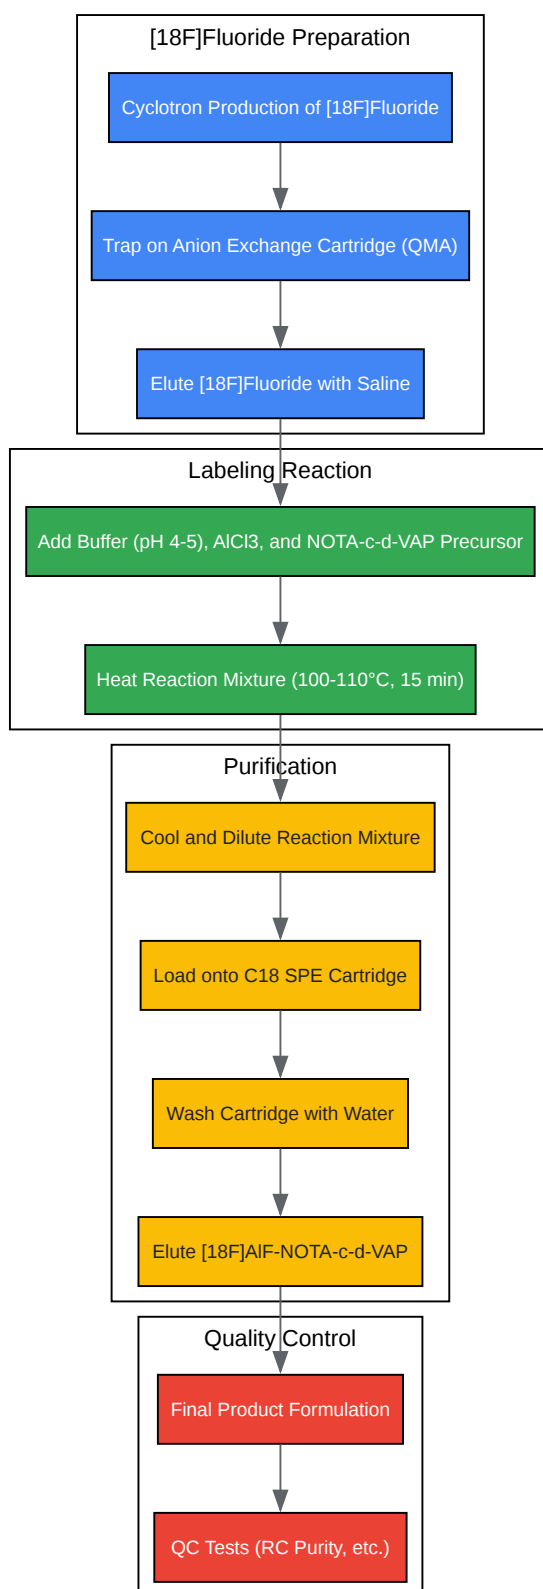 [18F]Fluoride Preparation
Cyclotron Production of [18F]Fluoride
Trap on Anion Exchange Cartridge (QMA)
Elute [18F]Fluoride with Saline
Labeling Reaction
Add Buffer (pH 4-5), AlCl3, and NOTA-c-d-VAP Precursor
Heat Reaction Mixture (100-110°C, 15 min)
Purification
Cool and Dilute Reaction Mixture
Load onto C18 SPE Cartridge
Wash Cartridge with Water
Elute [18F]AlF-NOTA-c-d-VAP
Quality Control
Final Product Formulation
QC Tests (RC Purity, etc.)